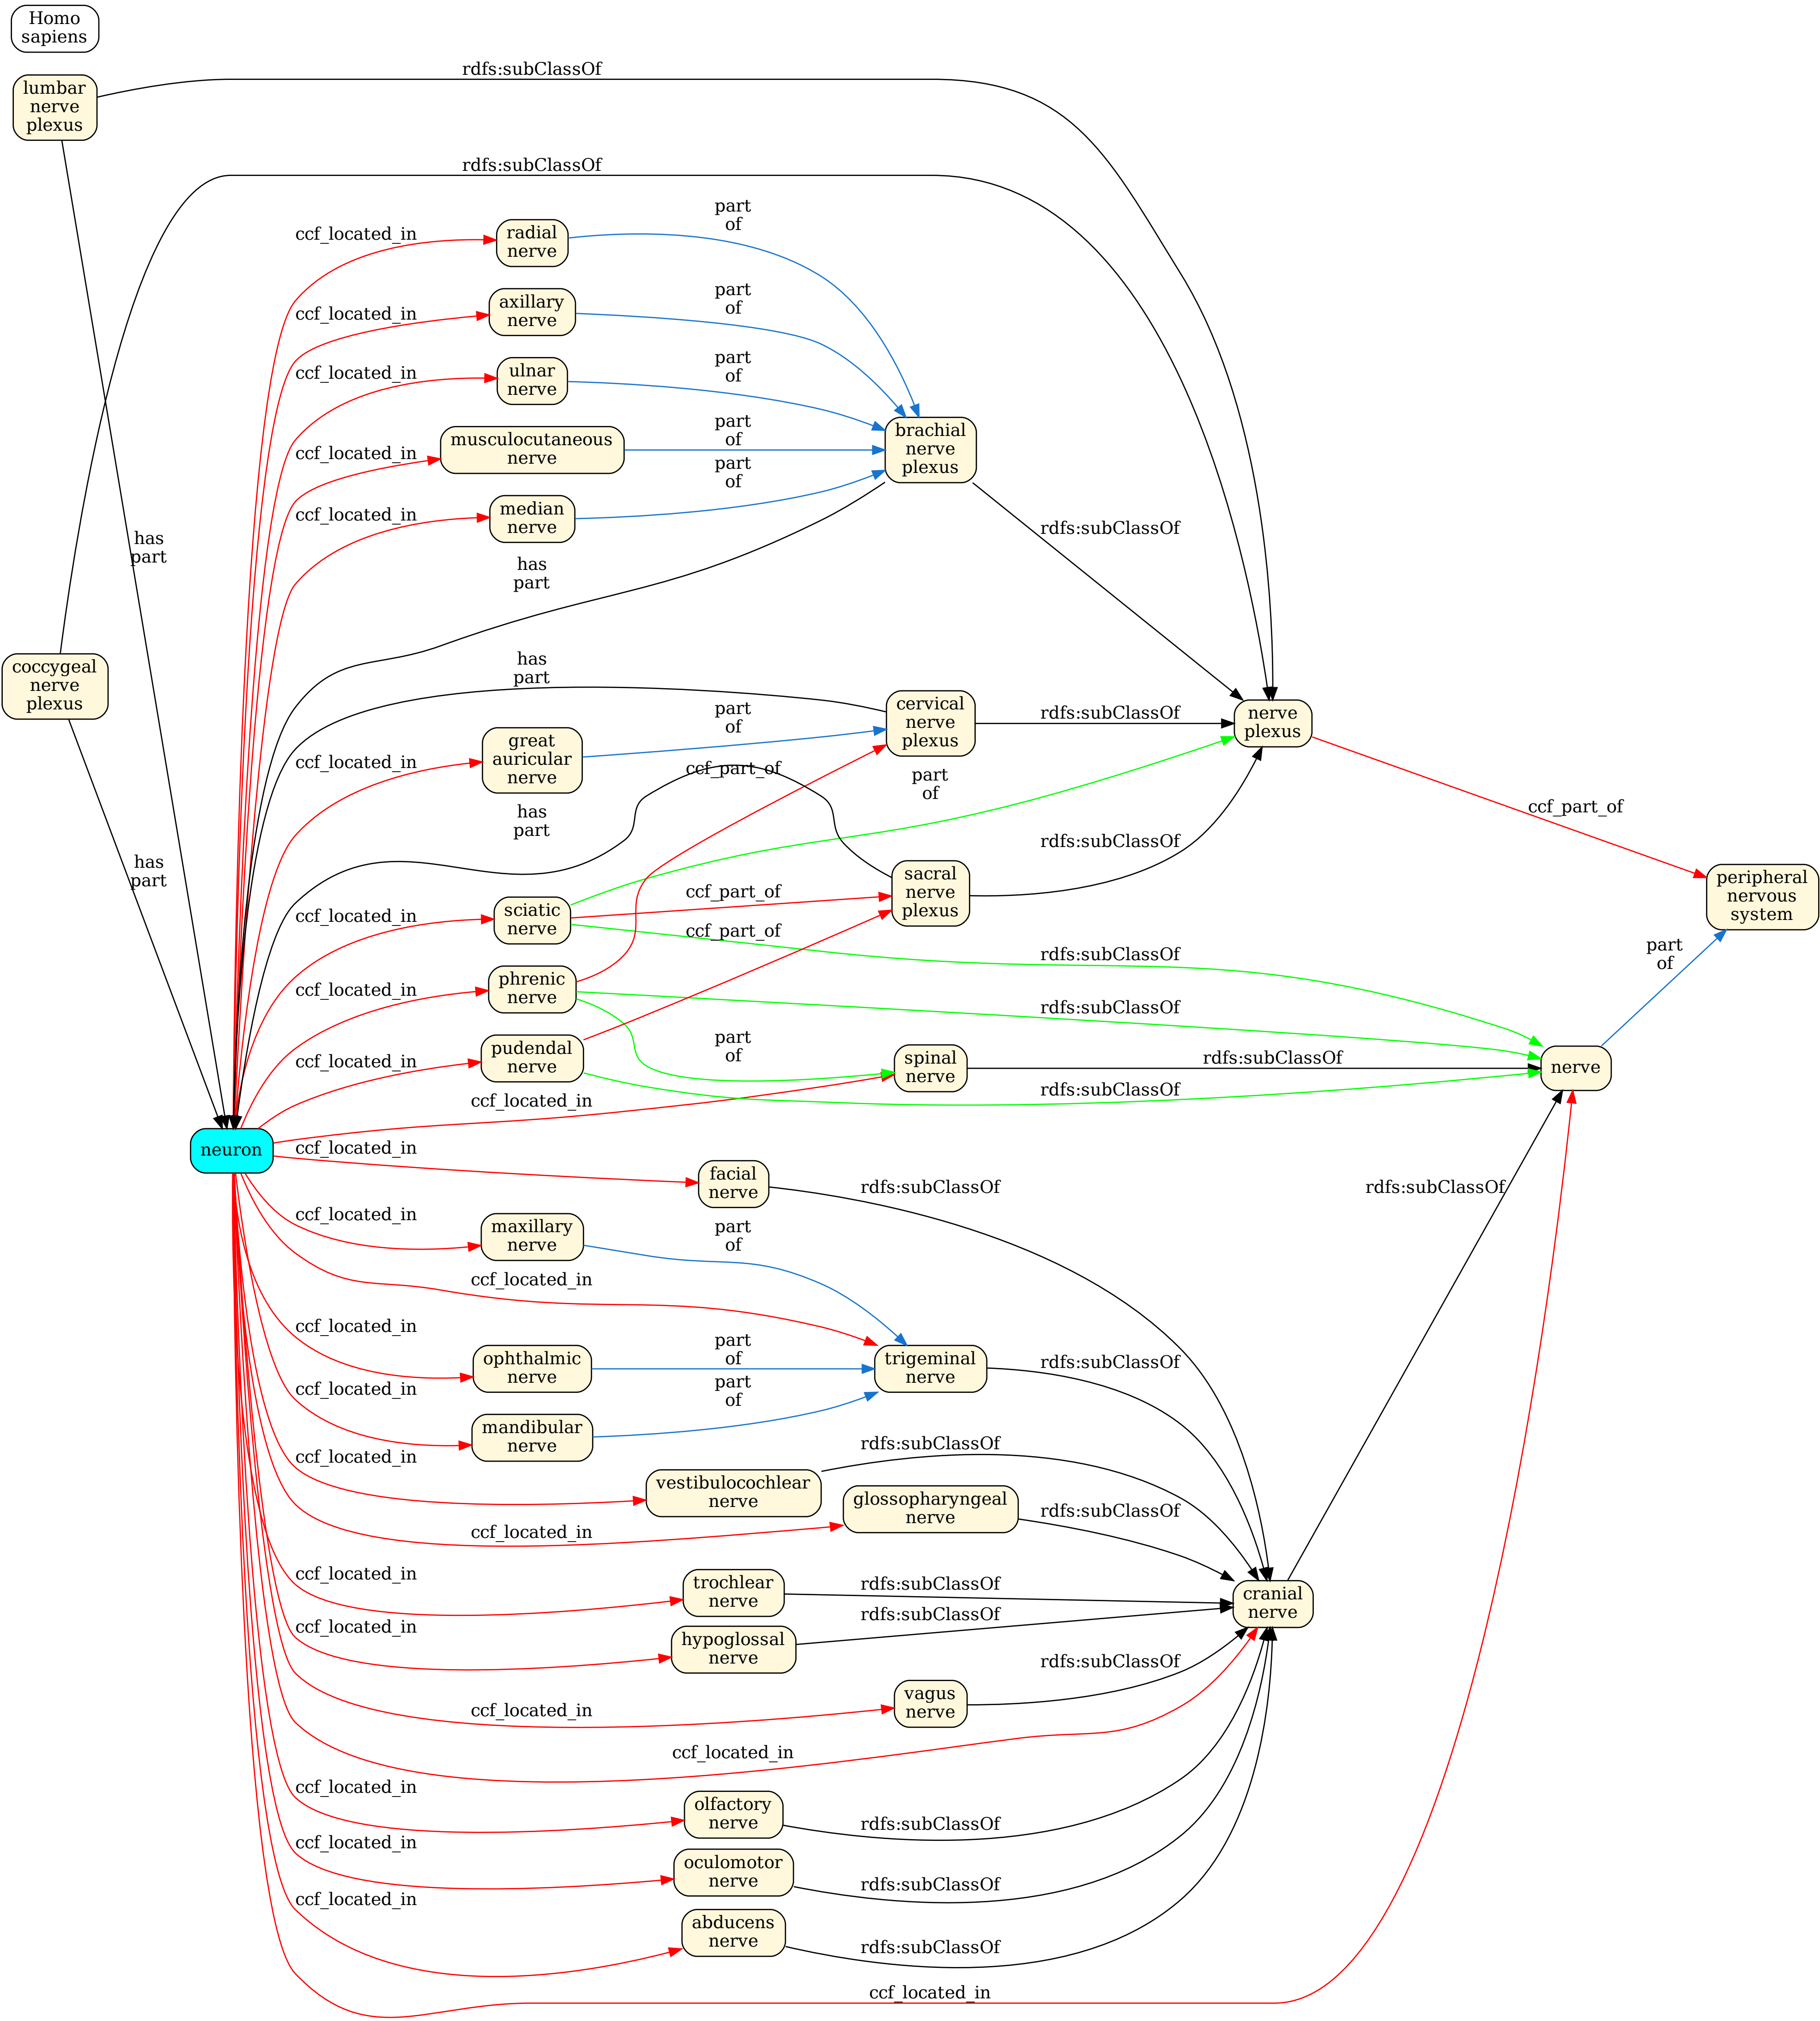 Homo
sapiens
lumbar
nerve
plexus
rdfs:subClassOf
rdfs:subClassOf
radial
nerve
part
of
ccf_located_in
axillary
nerve
part
of
ccf_located_in
ulnar
nerve
part
of
ccf_located_in
musculocutaneous
nerve
part
of
ccf_located_in
brachial
nerve
plexus
median
nerve
part
of
ccf_located_in
has
part
has
part
rdfs:subClassOf
coccygeal
nerve
plexus
has
part
cervical
nerve
plexus
rdfs:subClassOf
nerve
plexus
great
auricular
nerve
part
of
ccf_located_in
ccf_part_of
part
of
has
part
ccf_part_of
rdfs:subClassOf
has
part
sciatic
nerve
ccf_located_in
ccf_part_of
sacral
nerve
plexus
peripheral
nervous
system
ccf_part_of
rdfs:subClassOf
part
of
phrenic
nerve
ccf_located_in
rdfs:subClassOf
pudendal
nerve
ccf_located_in
part
of
spinal
nerve
rdfs:subClassOf
nerve
rdfs:subClassOf
ccf_located_in
neuron
ccf_located_in
facial
nerve
rdfs:subClassOf
rdfs:subClassOf
maxillary
nerve
ccf_located_in
part
of
ccf_located_in
ophthalmic
nerve
ccf_located_in
part
of
trigeminal
nerve
rdfs:subClassOf
mandibular
nerve
ccf_located_in
part
of
vestibulocochlear
nerve
ccf_located_in
rdfs:subClassOf
glossopharyngeal
nerve
ccf_located_in
rdfs:subClassOf
trochlear
nerve
ccf_located_in
rdfs:subClassOf
cranial
nerve
hypoglossal
nerve
ccf_located_in
rdfs:subClassOf
vagus
nerve
ccf_located_in
rdfs:subClassOf
ccf_located_in
olfactory
nerve
ccf_located_in
rdfs:subClassOf
oculomotor
nerve
ccf_located_in
rdfs:subClassOf
abducens
nerve
ccf_located_in
rdfs:subClassOf
ccf_located_in